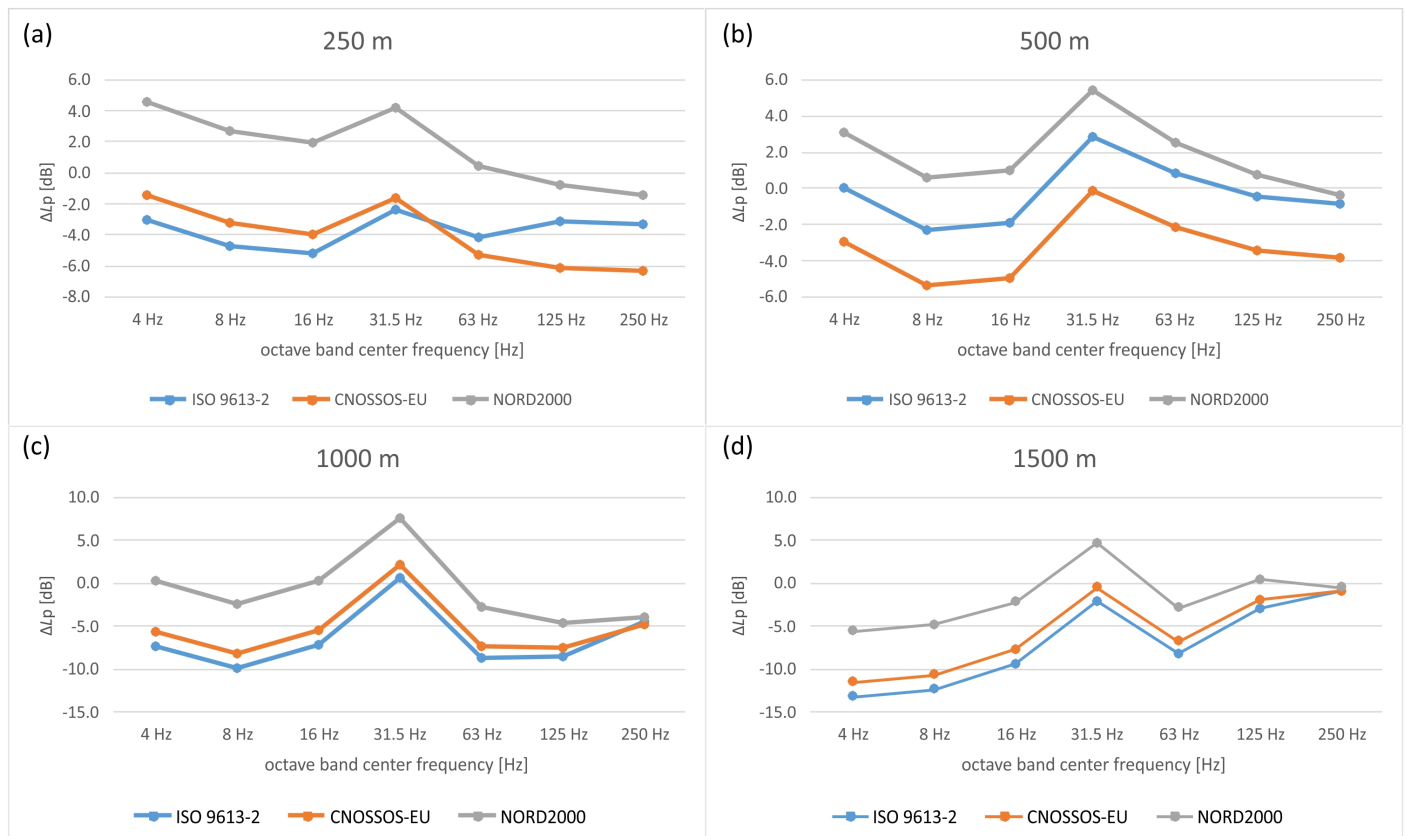 (a)
250 m
6.0
4.0
2.0
0.0
-2.0
-4.0
-6.0
-8.0
ΔLp [dB]
4 Hz 8 Hz 16 Hz 31.5 Hz 63 Hz 125 Hz 250 Hz
octave band center frequency [Hz]
ISO 9613-2 CNOSSOS-EU NORD2000
(b)
500 m
6.0
4.0
2.0
0.0
-2.0
-4.0
-6.0
ΔLp [dB]
4 Hz 8 Hz 16 Hz 31.5 Hz 63 Hz 125 Hz 250 Hz
octave band center frequency [Hz]
ISO 9613-2 CNOSSOS-EU NORD2000
(c)
1000 m
10.0
5.0
0.0
-5.0
-10.0
-15.0
ΔLp [dB]
4 Hz 8 Hz 16 Hz 31.5 Hz 63 Hz 125 Hz 250 Hz
octave band center frequency [Hz]
ISO 9613-2 CNOSSOS-EU NORD2000
(d)
1500 m
10.0
5.0
0.0
-5.0
-10.0
-15.0
ΔLp [dB]
4 Hz 8 Hz 16 Hz 31.5 Hz 63 Hz 125 Hz 250 Hz
octave band center frequency [Hz]
ISO 9613-2 CNOSSOS-EU NORD2000